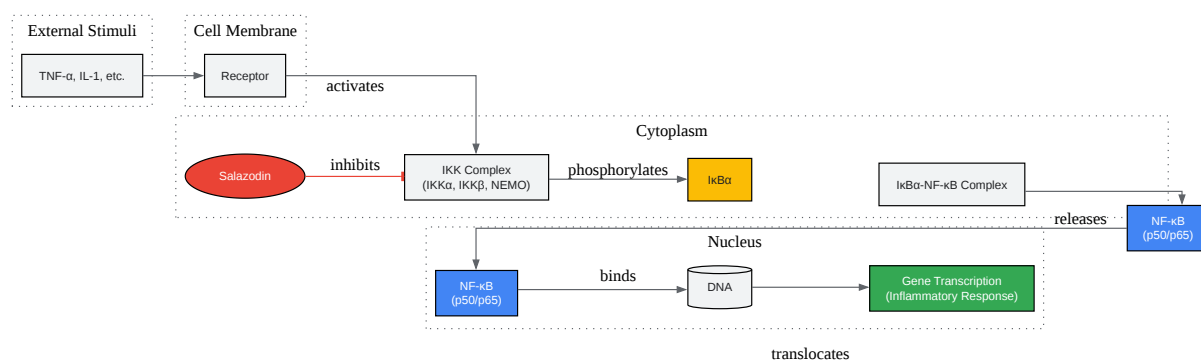 External Stimuli
Cell Membrane
TNF-α, IL-1, etc.
Receptor
activates
Cytoplasm
Salazodin
inhibits
IKK Complex
(IKKα, IKKβ, NEMO)
phosphorylates
IκBα
IκBα-NF-κB Complex
releases
NF-κB
(p50/p65)
Nucleus
NF-κB
(p50/p65)
binds
DNA
Gene Transcription
(Inflammatory Response)
translocates